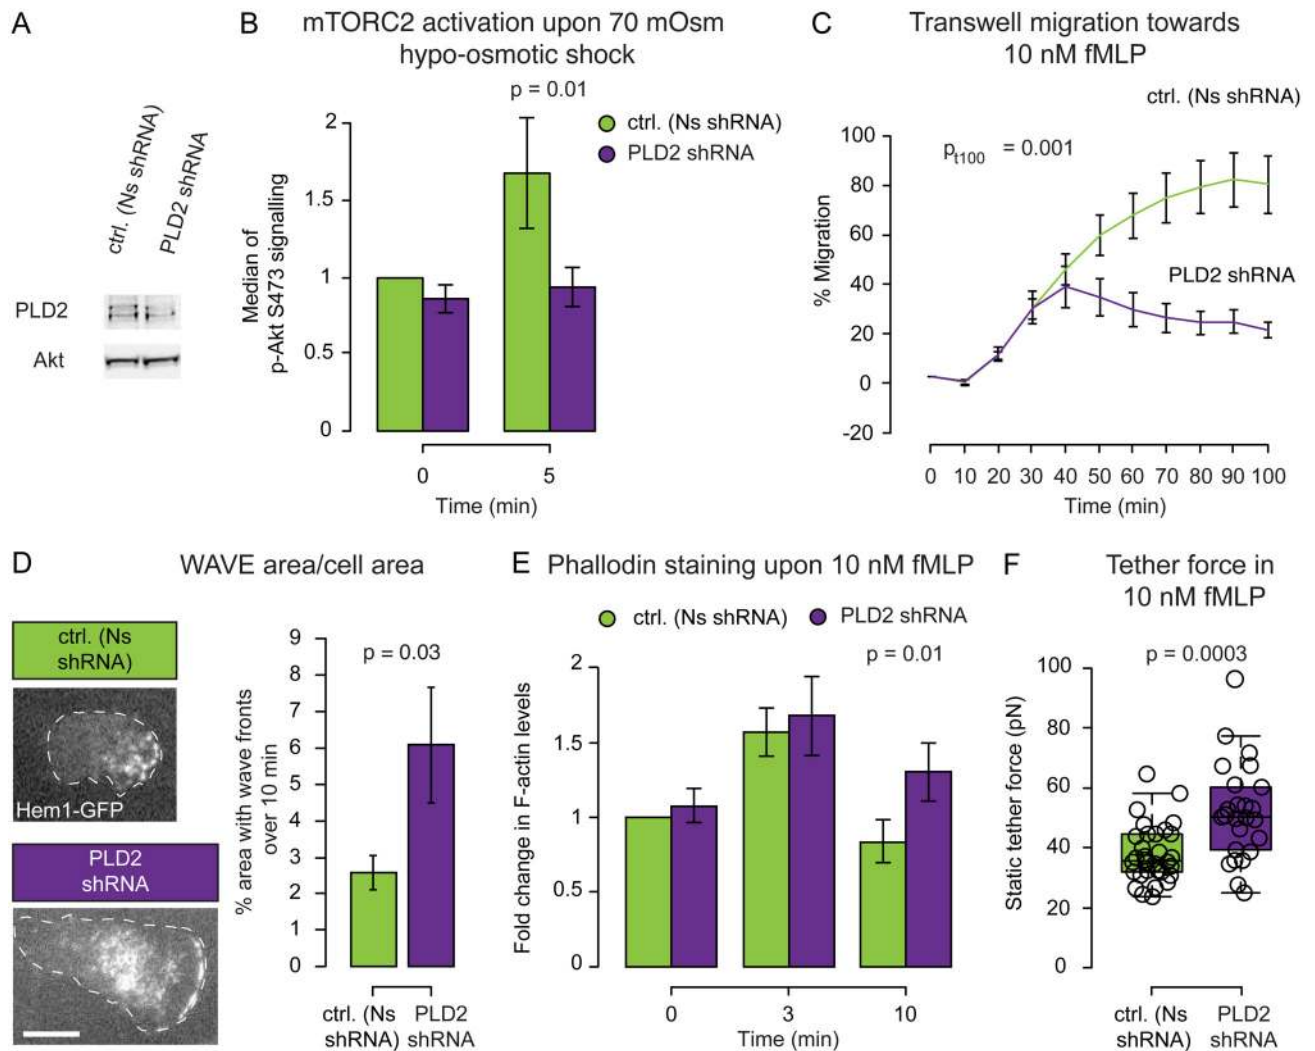 A
ctrl. (Ns shRNA)
PLD2 shRNA
PLD2
Akt
B
mTORC2 activation upon 70 mOsm
hypo-osmotic shock
p = 0.01
ctrl. (Ns shRNA)
PLD2 shRNA
Median of
p-Akt S473 signalling
2
1.5
1
0.5
0
0
5
Time (min)
C
Transwell migration towards
10 nM fMLP
ctrl. (Ns shRNA)
p_t100 = 0.001
PLD2 shRNA
% Migration
100
80
60
40
20
0
-20
0 10 20 30 40 50 60 70 80 90 100
Time (min)
D
WAVE area/cell area
ctrl. (Ns
shRNA)
Hem1-GFP
PLD2
shRNA
% area with wave fronts
over 10 min
9
8
7
6
5
4
3
2
1
0
p = 0.03
ctrl. (Ns
shRNA)
PLD2
shRNA
E
Phallodin staining upon 10 nM fMLP
ctrl. (Ns shRNA)
PLD2 shRNA
p = 0.01
Fold change in F-actin levels
2
1.5
1
0.5
0
0
3
10
Time (min)
F
Tether force in
10 nM fMLP
p = 0.0003
Static tether force (pN)
100
80
60
40
20
0
ctrl. (Ns
shRNA)
PLD2
shRNA